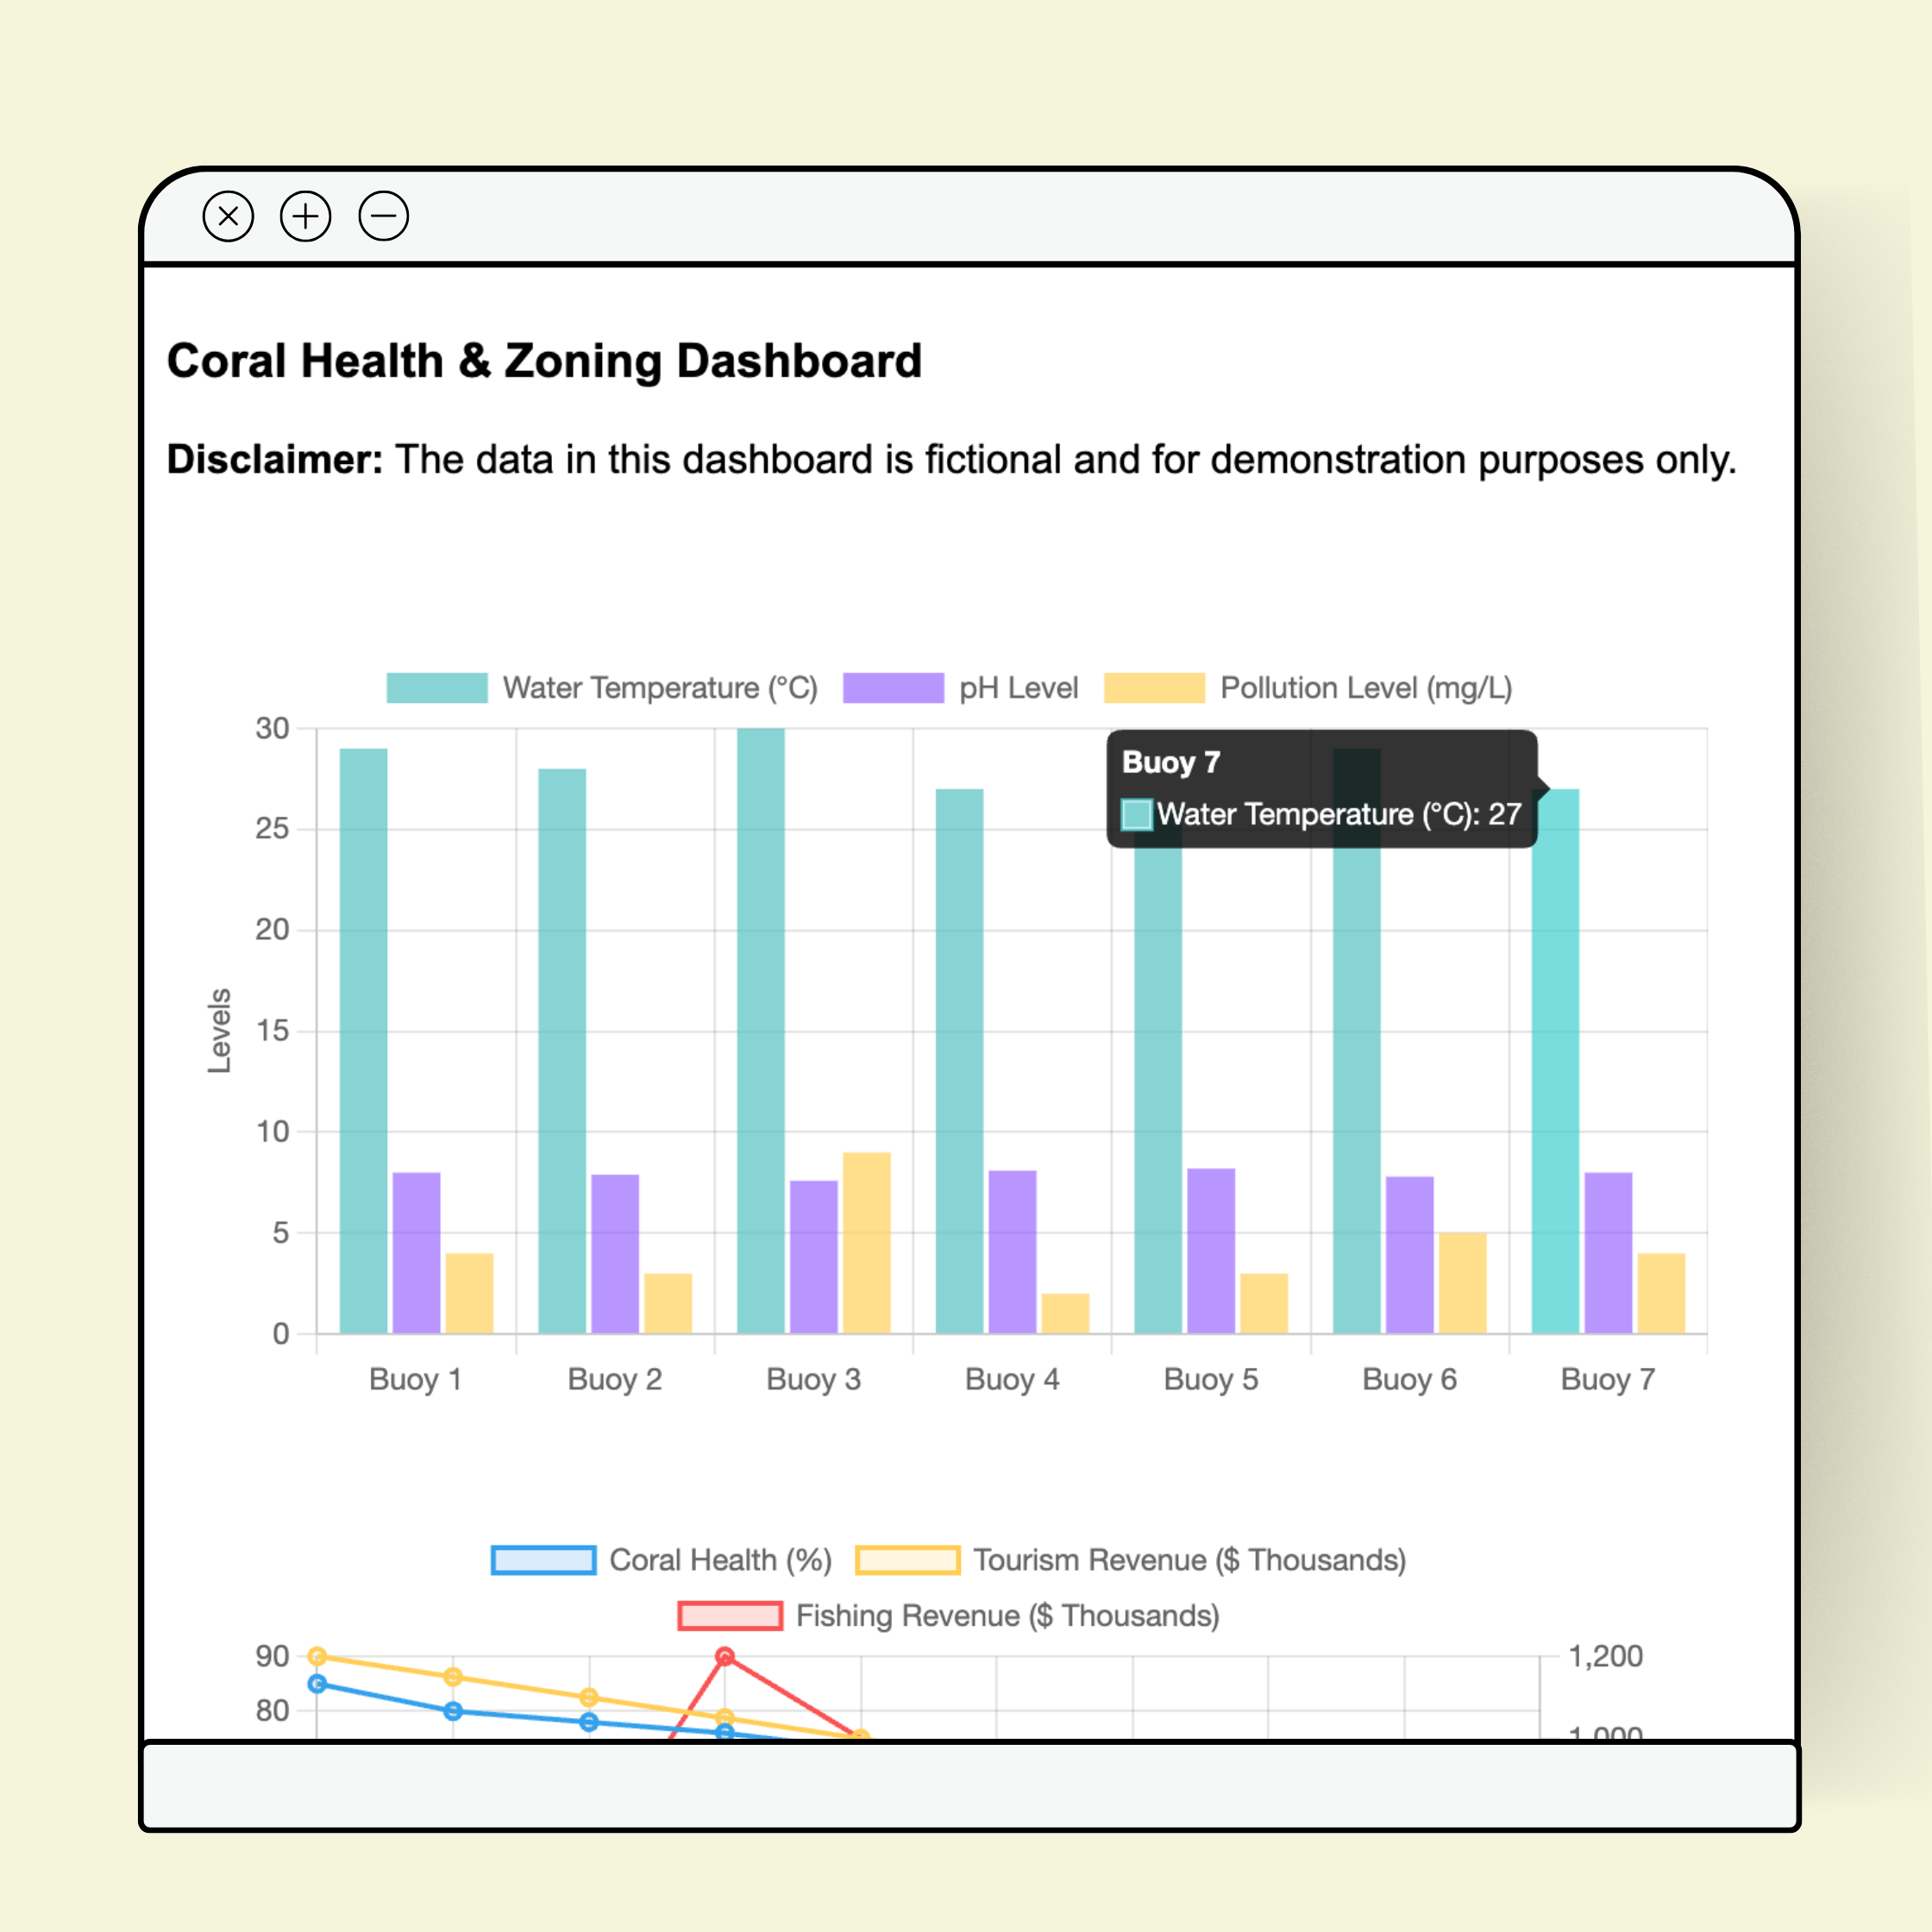 Coral Health & Zoning Dashboard
Disclaimer: The data in this dashboard is fictional and for demonstration purposes only.
Water Temperature (°C) pH Level Pollution Level (mg/L)
30
Buoy 7
Water Temperature (°C): 27
25
20
15
Levels
10
5
0
Buoy 1 Buoy 2 Buoy 3 Buoy 4 Buoy 5 Buoy 6 Buoy 7
Coral Health (%) Tourism Revenue ($ Thousands)
Fishing Revenue ($ Thousands)
90 1,200
80
1,000